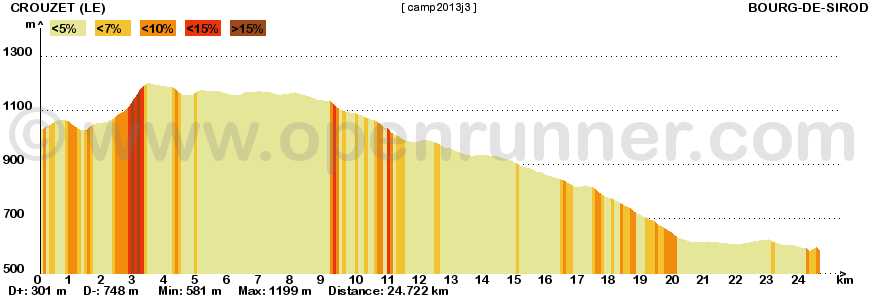 CROUZET (LE) [ camp2013j3 ] BOURG-DE-SIROD
m <5% <7% <10% <15% >15%
1300
1100
© www.openrunner.com
900
700
500
0 1 2 3 4 5 6 7 8 9 10 11 12 13 14 15 16 17 18 19 20 21 22 23 24 km
D+: 301 m D-: 748 m Min: 581 m Max: 1199 m Distance: 24.722 km